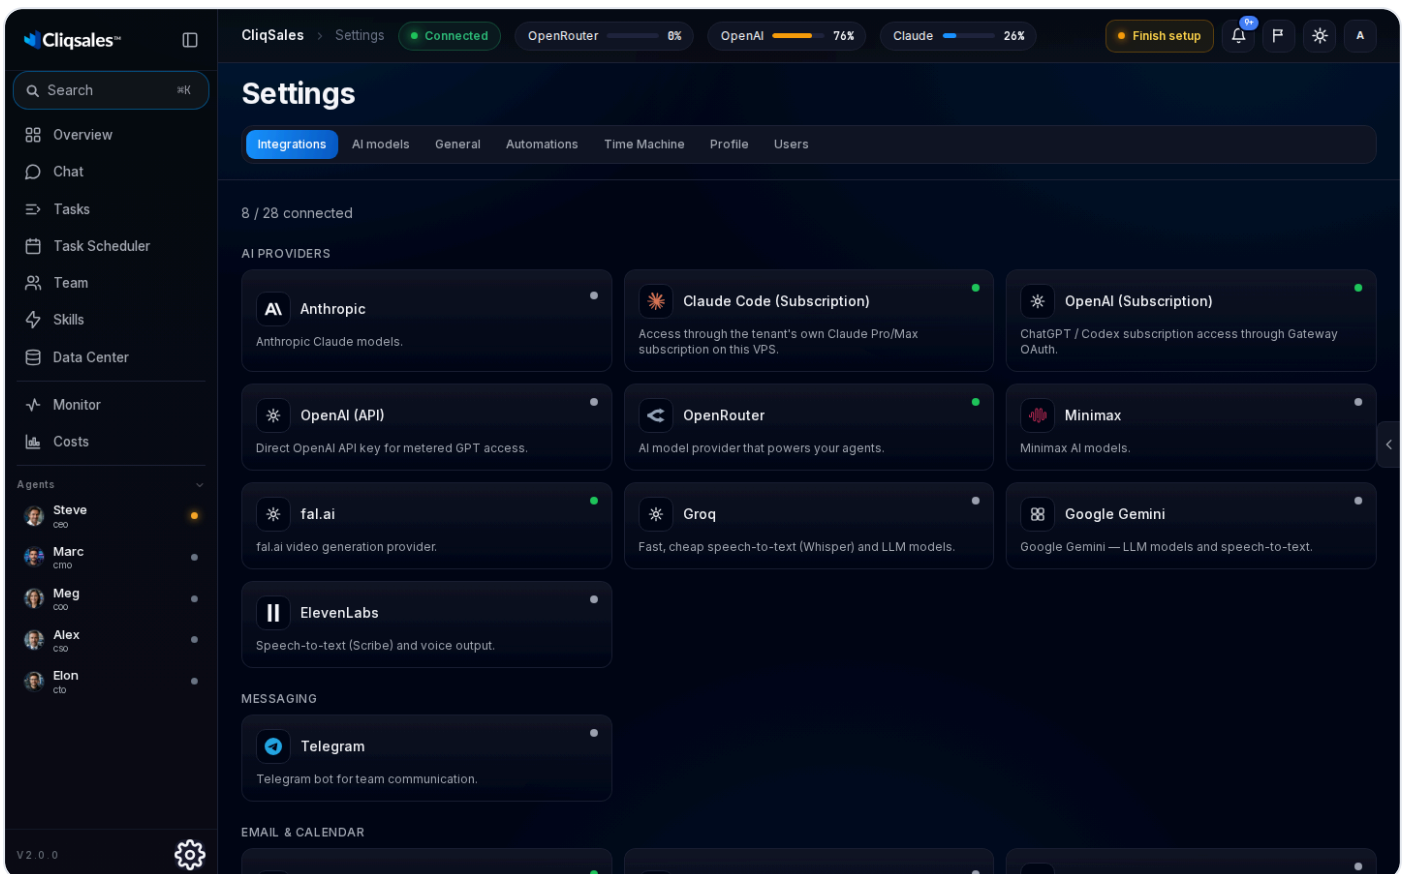 Cliqsales™
CliqSales > Settings
Connected
OpenRouter 0%
OpenAI 76%
Claude 26%
Finish setup
9+
A
Search ⌘K
Overview
Chat
Tasks
Task Scheduler
Team
Skills
Data Center
Monitor
Costs
Agents
Steve
ceo
Marc
cmo
Meg
coo
Alex
cso
Elon
cto
V2.0.0
Settings
Integrations
AI models
General
Automations
Time Machine
Profile
Users
8 / 28 connected
AI PROVIDERS
Anthropic
Anthropic Claude models.
Claude Code (Subscription)
Access through the tenant's own Claude Pro/Max
subscription on this VPS.
OpenAI (Subscription)
ChatGPT / Codex subscription access through Gateway
OAuth.
OpenAI (API)
Direct OpenAI API key for metered GPT access.
OpenRouter
AI model provider that powers your agents.
Minimax
Minimax AI models.
fal.ai
fal.ai video generation provider.
Groq
Fast, cheap speech-to-text (Whisper) and LLM models.
Google Gemini
Google Gemini — LLM models and speech-to-text.
ElevenLabs
Speech-to-text (Scribe) and voice output.
MESSAGING
Telegram
Telegram bot for team communication.
EMAIL & CALENDAR